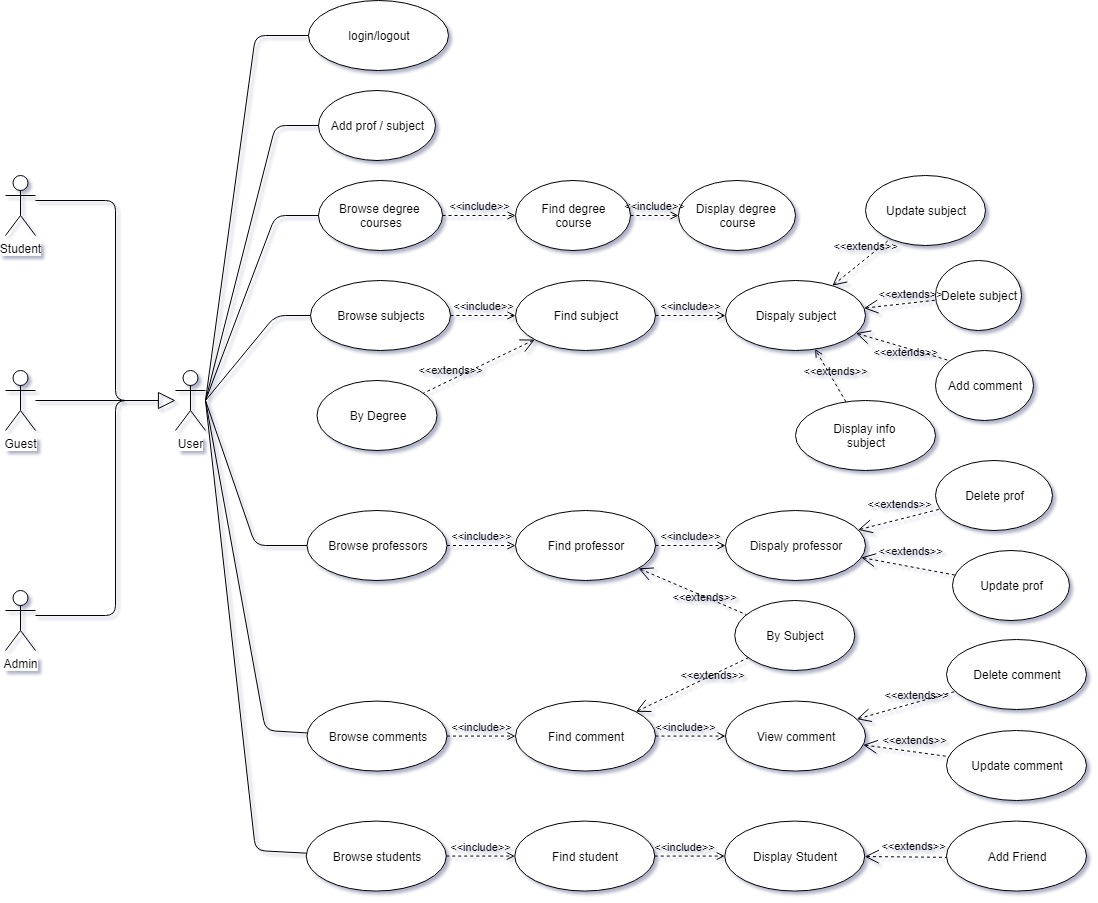 login/logout
Add prof / subject
Student
Browse degree
courses
<<include>>
Find degree
course
<<include>>
Display degree
course
Update subject
<<extends>>
Browse subjects
<<include>>
Find subject
<<include>>
Dispaly subject
<<extends>>
Delete subject
<<extends>>
Add comment
<<extends>>
By Degree
<<extends>>
Display info
subject
Guest
User
Browse professors
<<include>>
Find professor
<<include>>
Dispaly professor
<<extends>>
Delete prof
<<extends>>
Update prof
<<extends>>
By Subject
<<extends>>
Admin
Browse comments
<<include>>
Find comment
<<include>>
View comment
<<extends>>
Delete comment
<<extends>>
Update comment
Browse students
<<include>>
Find student
<<include>>
Display Student
<<extends>>
Add Friend